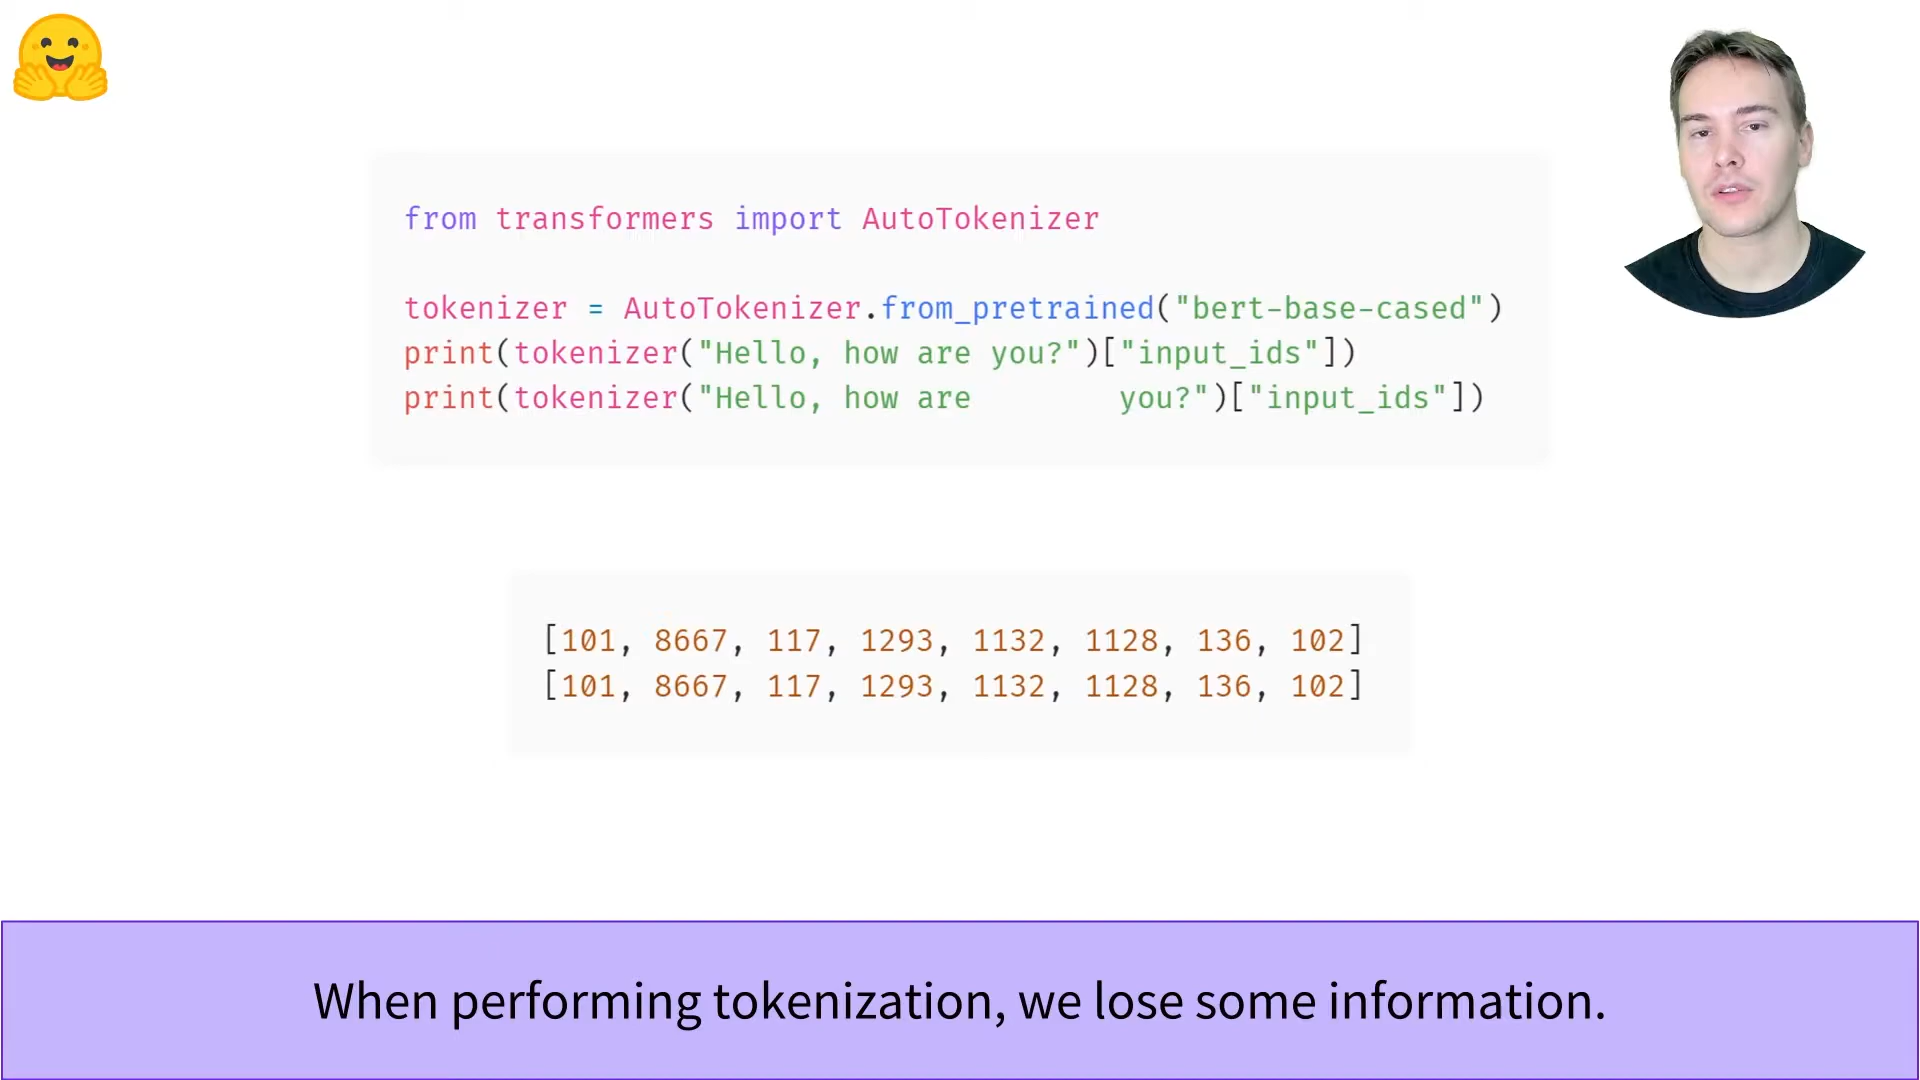 from transformers import AutoTokenizer
tokenizer = AutoTokenizer.from_pretrained("bert-base-cased")
print(tokenizer("Hello, how are you?")["input_ids"])
print(tokenizer("Hello, how are        you?")["input_ids"])
[101, 8667, 117, 1293, 1132, 1128, 136, 102]
[101, 8667, 117, 1293, 1132, 1128, 136, 102]
When performing tokenization, we lose some information.